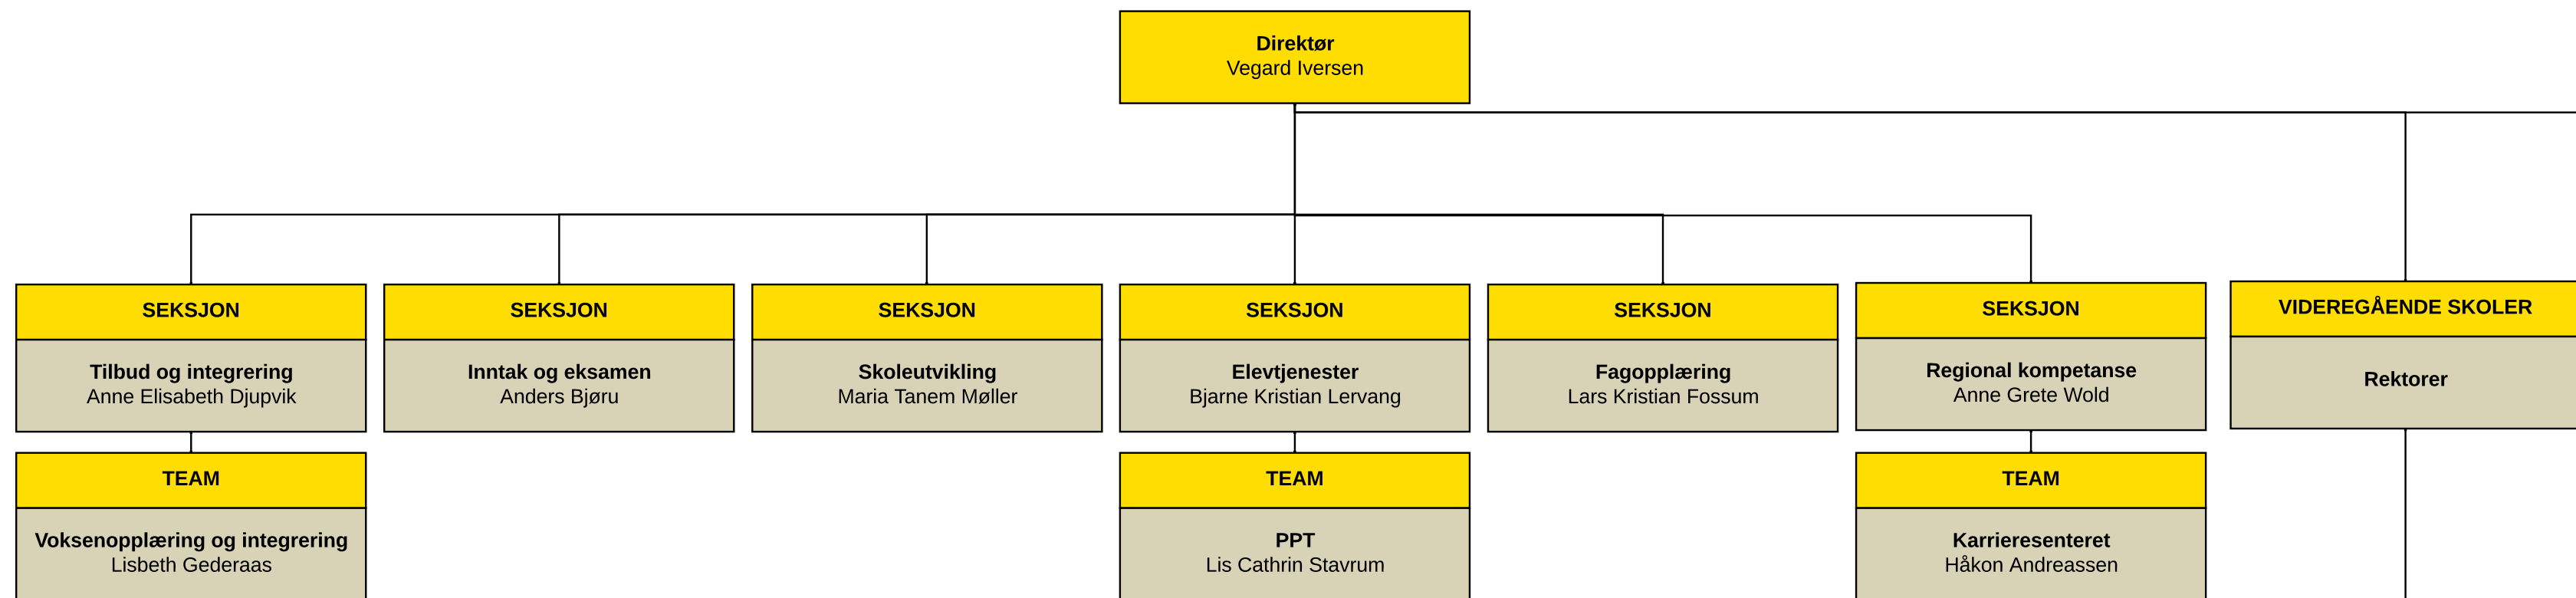 Direktør
Vegard Iversen
SEKSJON
Tilbud og integrering
Anne Elisabeth Djupvik
TEAM
Voksenopplæring og integrering
Lisbeth Gederaas
SEKSJON
Inntak og eksamen
Anders Bjøru
SEKSJON
Skoleutvikling
Maria Tanem Møller
SEKSJON
Elevtjenester
Bjarne Kristian Lervang
TEAM
PPT
Lis Cathrin Stavrum
SEKSJON
Fagopplæring
Lars Kristian Fossum
SEKSJON
Regional kompetanse
Anne Grete Wold
TEAM
Karrieresenteret
Håkon Andreassen
VIDEREGÅENDE SKOLER
Rektorer